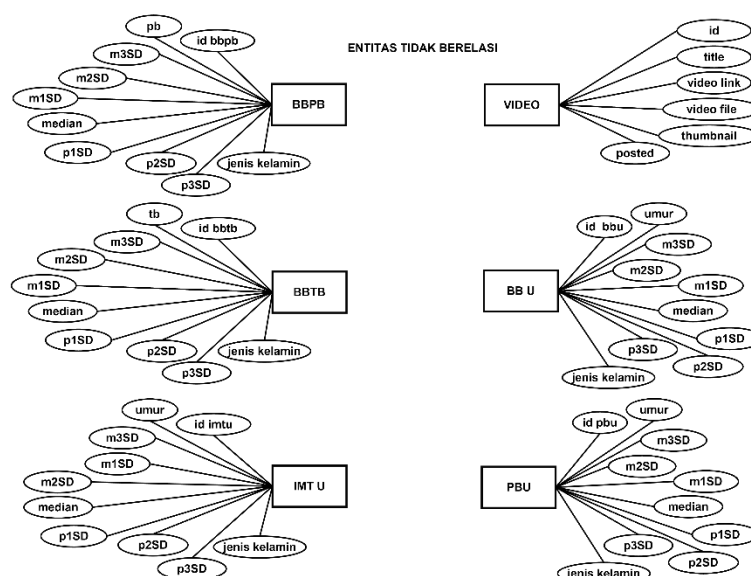 ENTITAS TIDAK BERELASI
pb
id bbpb
m3SD
m2SD
m1SD
median
p1SD
p2SD
p3SD
jenis kelamin
BBPB
id
title
video link
video file
thumbnail
posted
VIDEO
tb
id bbtb
m3SD
m2SD
m1SD
median
p1SD
p2SD
p3SD
jenis kelamin
BBTB
umur
id bbu
m3SD
m2SD
m1SD
median
p1SD
p2SD
p3SD
jenis kelamin
BB U
umur
id imtu
m3SD
m1SD
m2SD
median
p1SD
p2SD
p3SD
jenis kelamin
IMT U
umur
id pbu
m3SD
m2SD
m1SD
median
p1SD
p3SD
p2SD
jenis kelamin
PBU